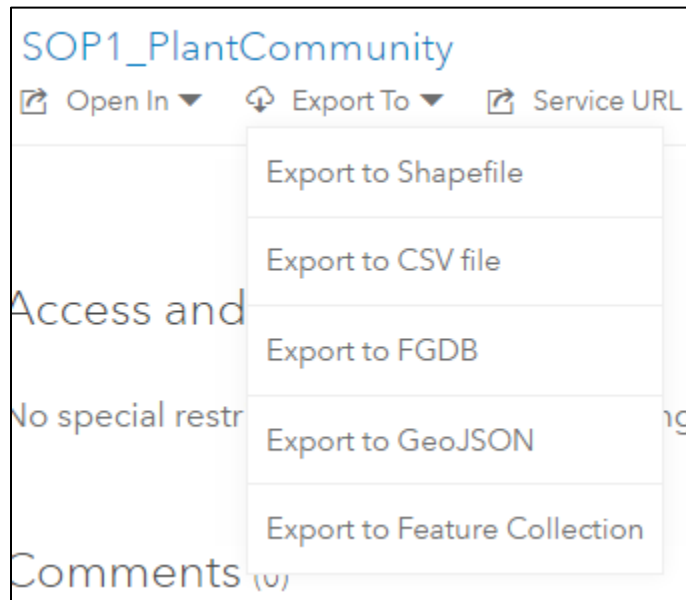 SOP1_PlantCommunity
Open In Export To Service URL
Export to Shapefile
Export to CSV file
Access and
Export to FGDB
No special restr
Export to GeoJSON
Export to Feature Collection
Comments (0)